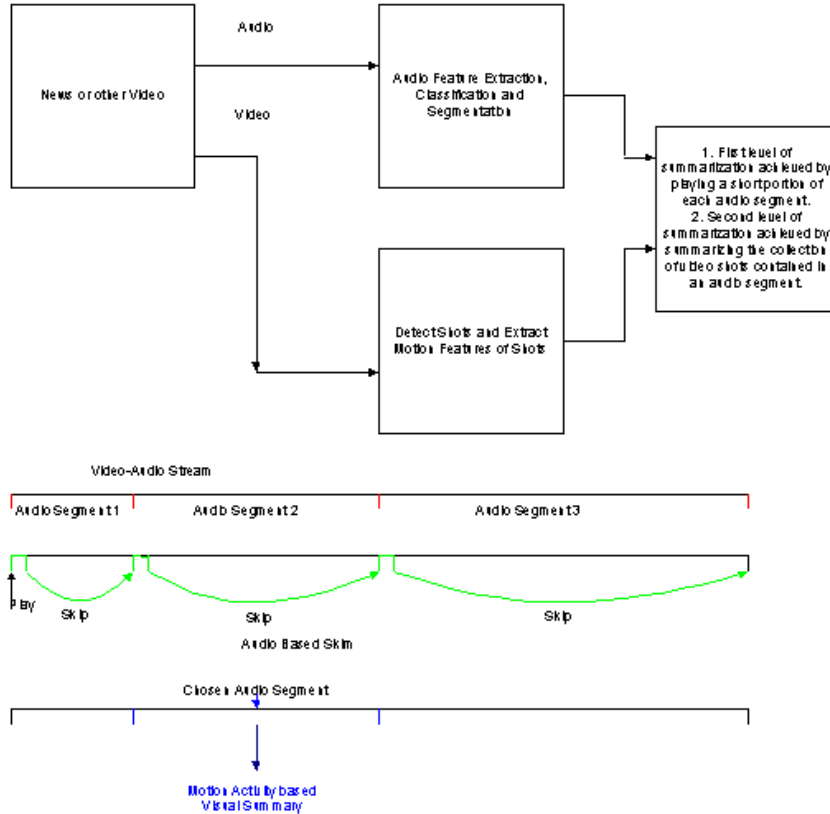 Audio
News or other Video
Video
Audio Feature Extraction,
Classification and
Segmentation
1. First level of
summarization achieved by
playing a short portion of
each audio segment.
2. Second level of
summarization achieved by
summarizing the collection
of video shots contained in
an audio segment.
Detect Shots and Extract
Motion Features of Shots
Video-Audio Stream
Audio Segment 1
Audio Segment 2
Audio Segment 3
Play
Skip
Skip
Skip
Audio Based Skim
Chosen Audio Segment
Motion Activity based
Visual Summary